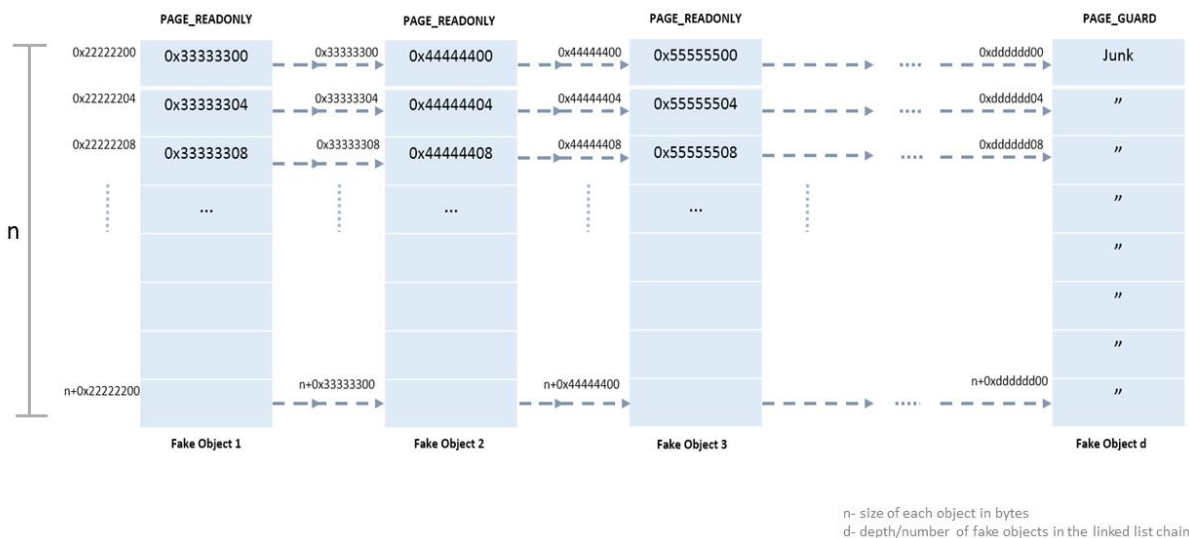 PAGE_READONLY PAGE_READONLY PAGE_READONLY PAGE_GUARD
0x22222200 0x33333300 0x33333300 0x44444400 0x44444400 0x55555500 .... 0xdddddd00 Junk
0x22222204 0x33333304 0x33333304 0x44444404 0x44444404 0x55555504 .... 0xdddddd04 ”
0x22222208 0x33333308 0x33333308 0x44444408 0x44444408 0x55555508 .... 0xdddddd08 ”
... ... ... ”
n ”
”
”
n+0x22222200 n+0x33333300 n+0x44444400 .... n+0xdddddd00 ”
Fake Object 1 Fake Object 2 Fake Object 3 Fake Object d
n- size of each object in bytes
d- depth/number of fake objects in the linked list chain